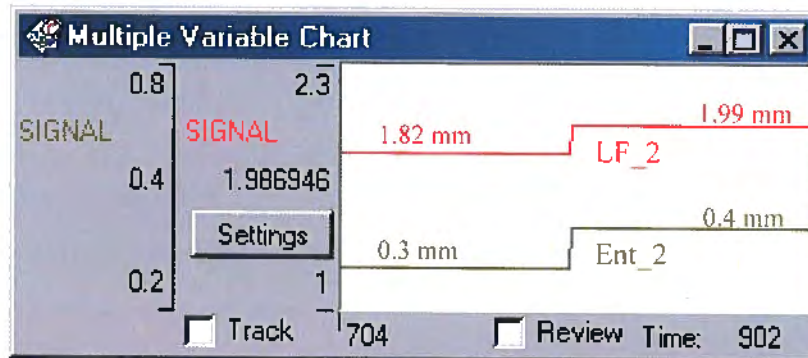 Multiple Variable Chart
0.8 2.3
SIGNAL SIGNAL 1.82 mm 1.99 mm
LF_2
0.4 1.986946
Settings 0.3 mm 0.4 mm
Ent_2
0.2 1
Track 704 Review Time: 902